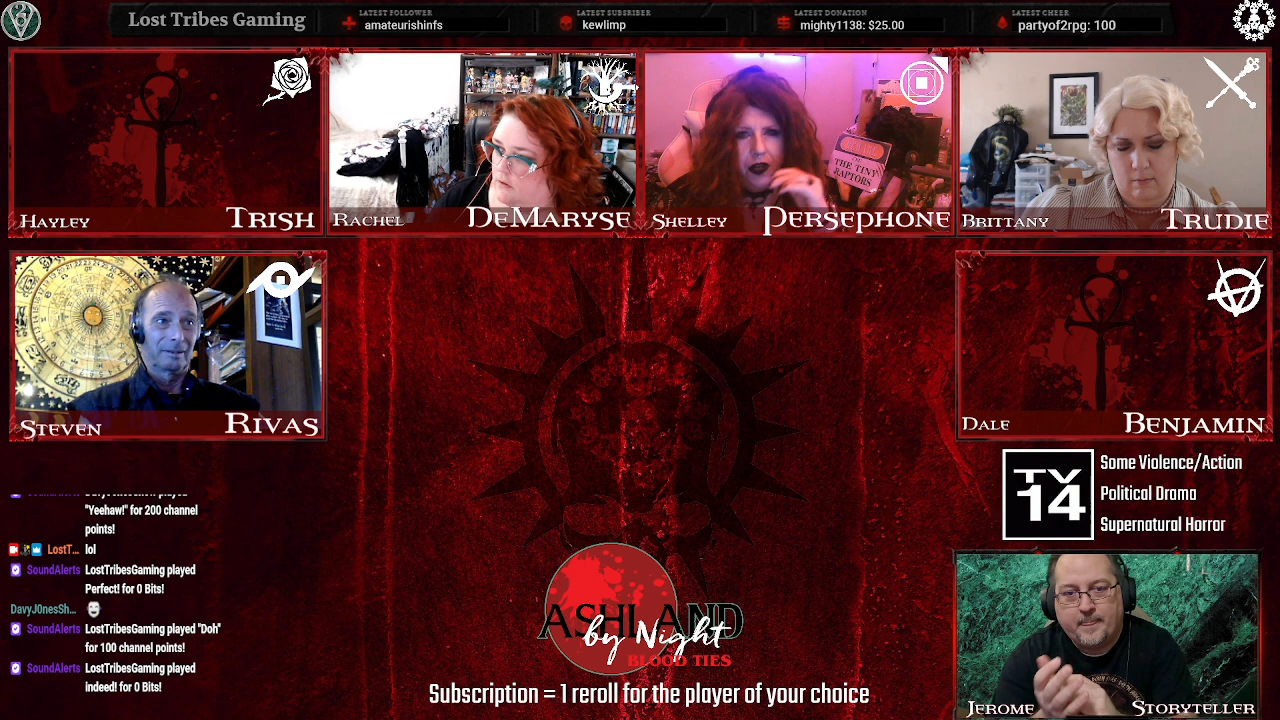 Lost Tribes Gaming
LATEST FOLLOWER
amateurishinfs
LATEST SUBSRIBER
kewlimp
LATEST DONATION
mighty1138: $25.00
LATEST CHEER
partyof2rpg: 100
HAYLEY
TRISH
RACHEL
DEMARYSE
SHELLEY
PERSEPHONE
THE TINY
RAPTORS
BRITTANY
TRUDIE
STEVEN
RIVAS
DALE
BENJAMIN
TV
14
Some Violence/Action
Political Drama
Supernatural Horror
"Yeehaw!" for 200 channel
points!
LostT... lol
SoundAlerts LostTribesGaming played
Perfect! for 0 Bits!
DavyJ0nesSh...
SoundAlerts LostTribesGaming played "Doh"
for 100 channel points!
SoundAlerts LostTribesGaming played
indeed! for 0 Bits!
ASHLAND
by Night
BLOOD TIES
Subscription = 1 reroll for the player of your choice
JEROME
STORYTELLER